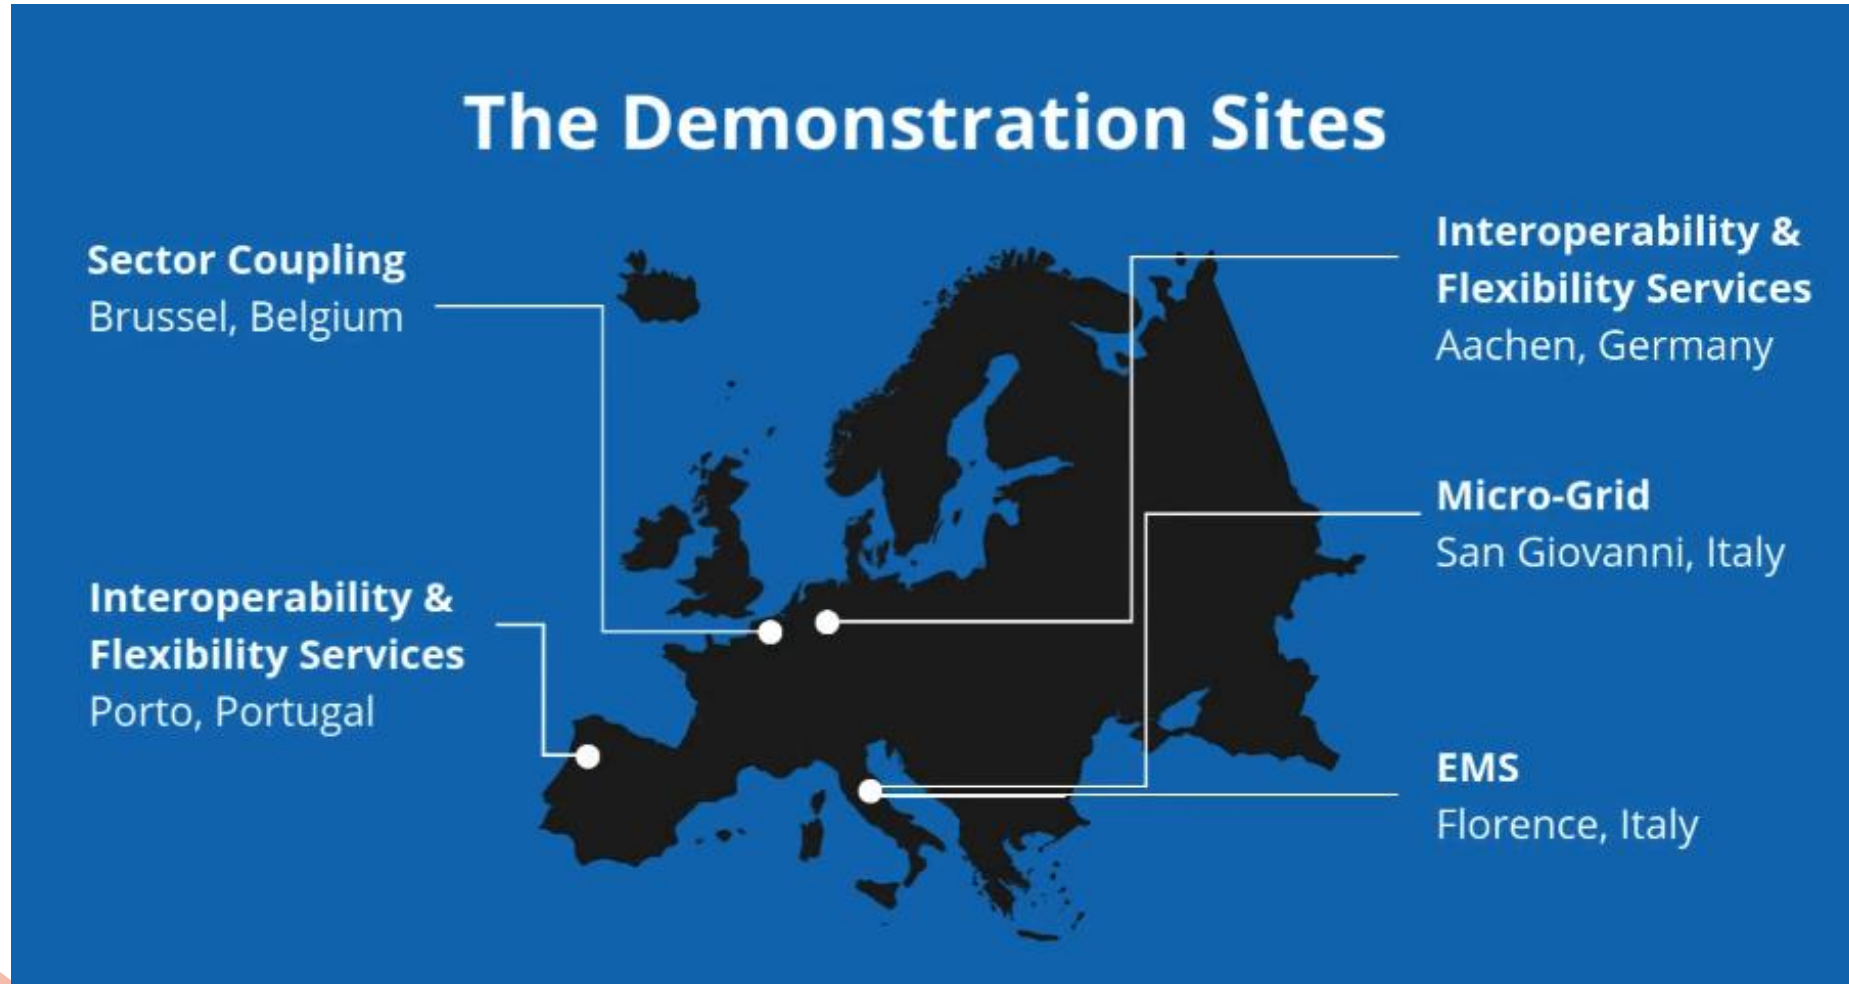 The Demonstration Sites
Sector Coupling
Brussel, Belgium
Interoperability &
Flexibility Services
Porto, Portugal
Interoperability &
Flexibility Services
Aachen, Germany
Micro-Grid
San Giovanni, Italy
EMS
Florence, Italy